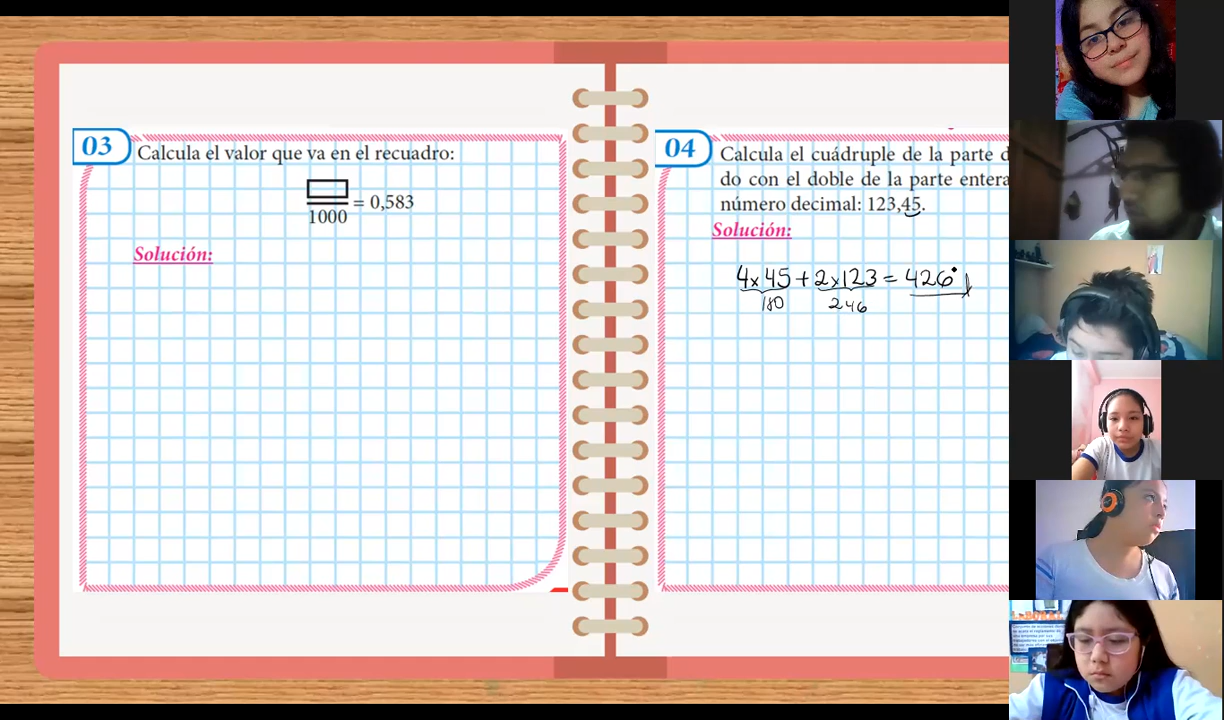 03
Calcula el valor que va en el recuadro:
1000 = 0,583
Solución:
04
Calcula el cuádruple de la parte d
do con el doble de la parte entera
número decimal: 123,45.
Solución:
4x45 + 2x123 = 426
180 246